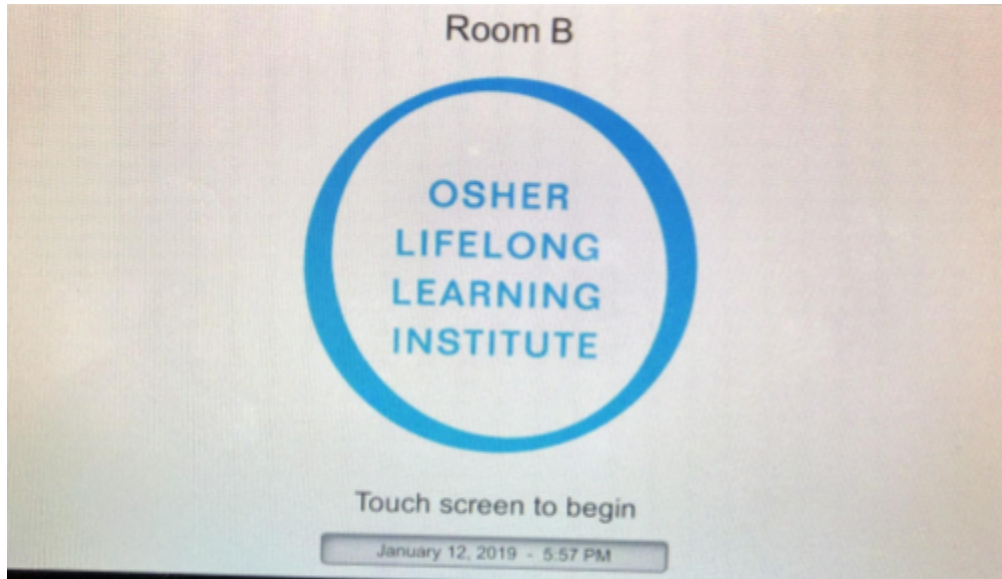 Room B
OSHER
LIFELONG
LEARNING
INSTITUTE
Touch screen to begin
January 12, 2019 - 5:57 PM